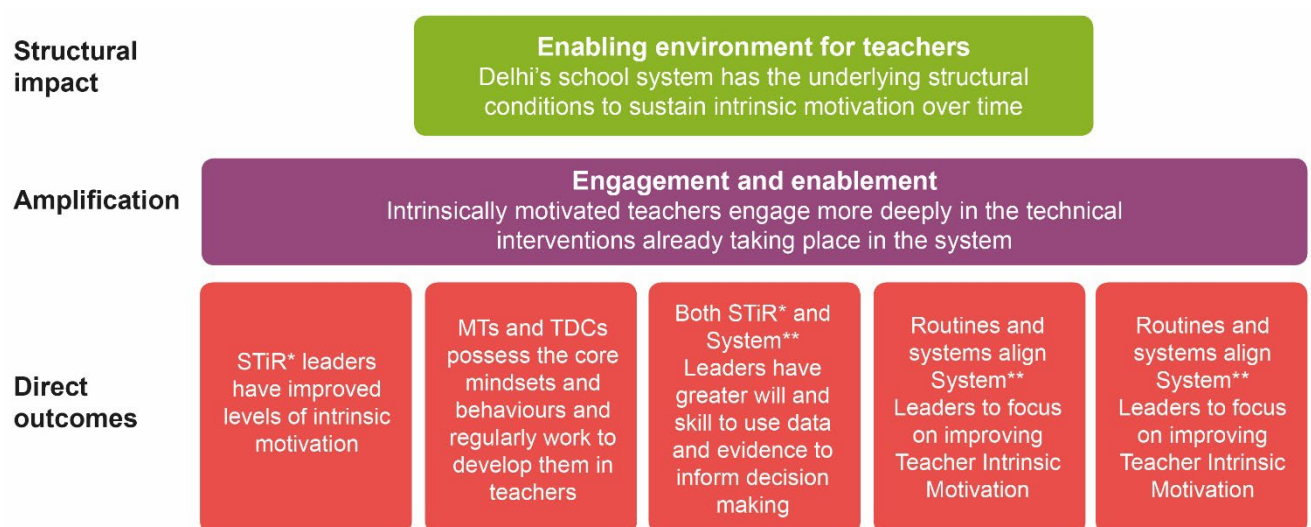 Structural
impact
Enabling environment for teachers
Delhi's school system has the underlying structural
conditions to sustain intrinsic motivation over time
Amplification
Engagement and enablement
Intrinsically motivated teachers engage more deeply in the technical
interventions already taking place in the system
Direct
outcomes
STiR* leaders
have improved
levels of intrinsic
motivation
MTs and TDCs
possess the core
mindsets and
behaviours and
regularly work to
develop them in
teachers
Both STiR* and
System**
Leaders have
greater will and
skill to use data
and evidence to
inform decision
making
Routines and
systems align
System**
Leaders to focus
on improving
Teacher Intrinsic
Motivation
Routines and
systems align
System**
Leaders to focus
on improving
Teacher Intrinsic
Motivation